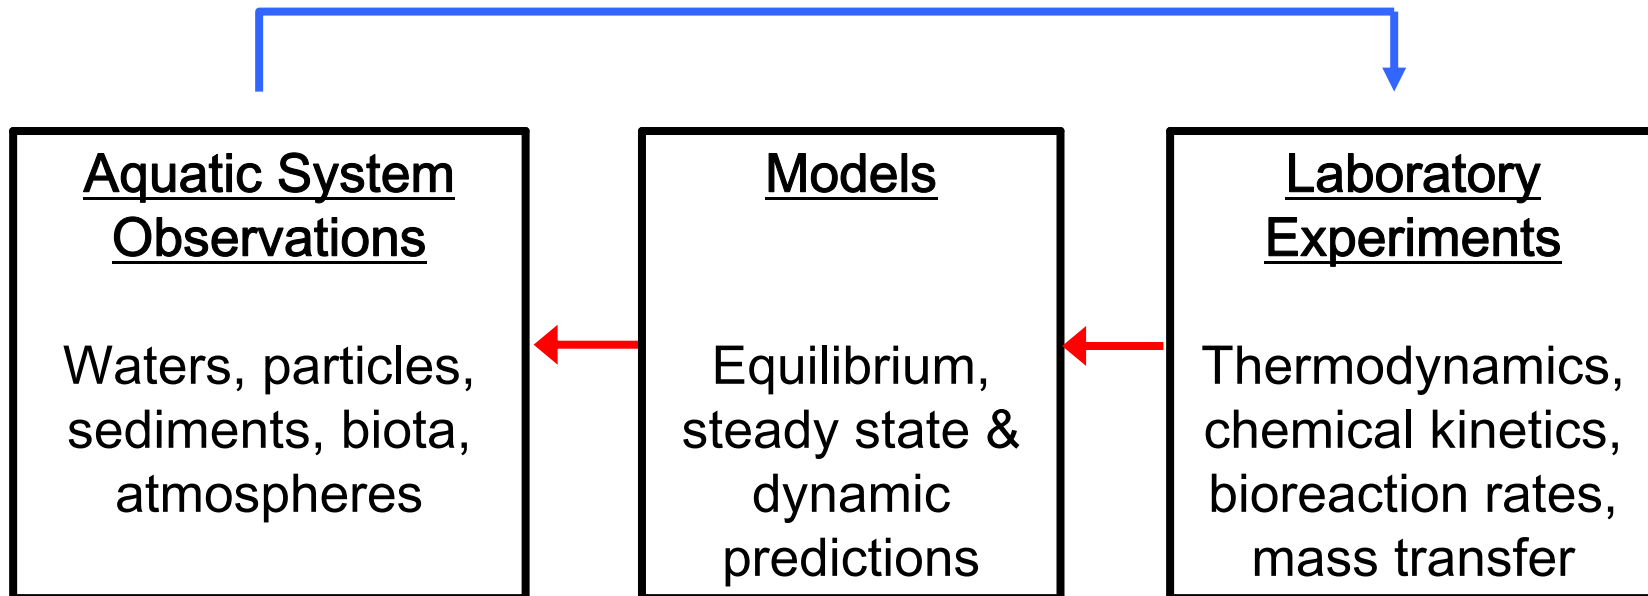 Aquatic System
Observations
Waters, particles,
sediments, biota,
atmospheres
Models
Equilibrium,
steady state &
dynamic
predictions
Laboratory
Experiments
Thermodynamics,
chemical kinetics,
bioreaction rates,
mass transfer